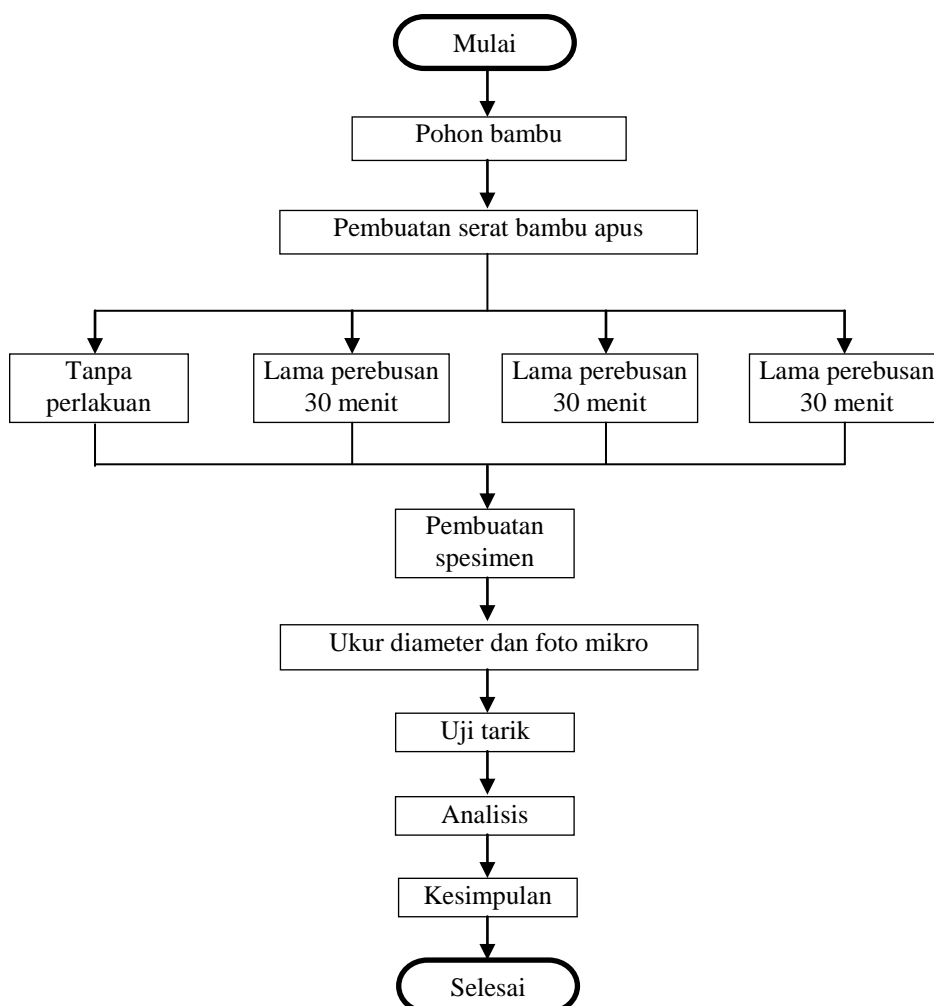 Mulai
Pohon bambu
Pembuatan serat bambu apus
Tanpa
perlakuan
Lama perebusan
30 menit
Lama perebusan
30 menit
Lama perebusan
30 menit
Pembuatan
spesimen
Ukur diameter dan foto mikro
Uji tarik
Analisis
Kesimpulan
Selesai